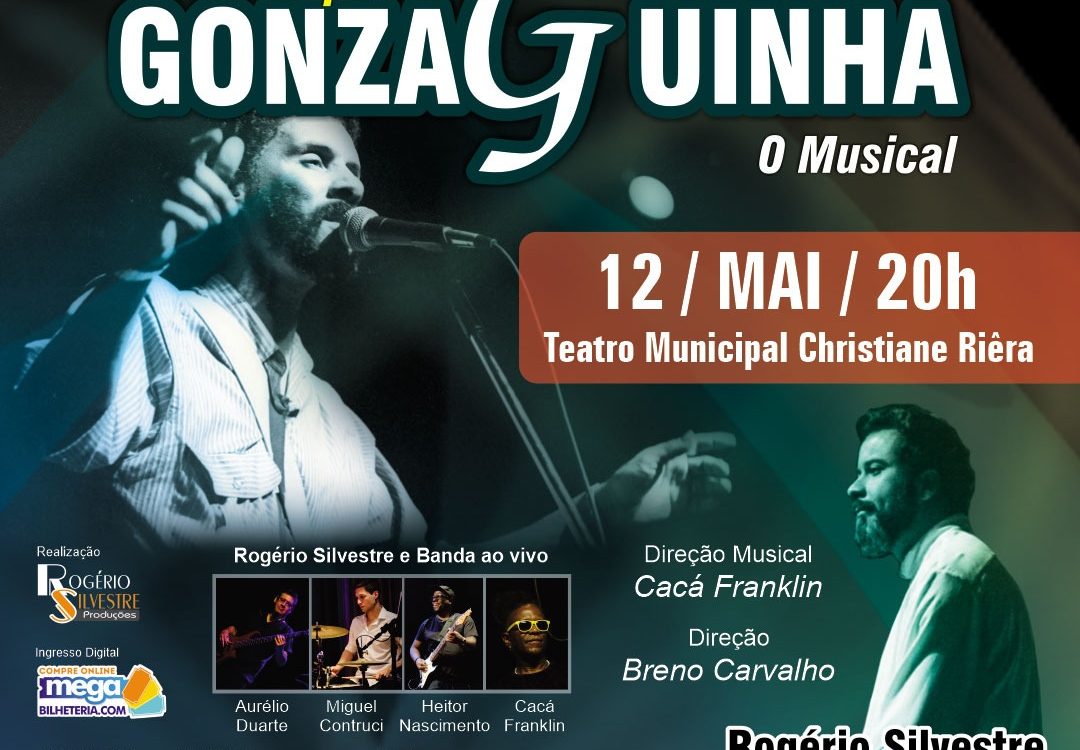 GONZAGUINHA
O Musical
12 / MAI / 20h
Teatro Municipal Christiane Riêra
Realização
ROGÉRIO
SILVESTRE
Produções
Ingresso Digital
COMPRE ONLINE
mega
BILHETERIA.COM
Rogério Silvestre e Banda ao vivo
Aurélio
Duarte
Miguel
Contruci
Heitor
Nascimento
Cacá
Franklin
Direção Musical
Cacá Franklin
Direção
Breno Carvalho
Rogério Silvestre